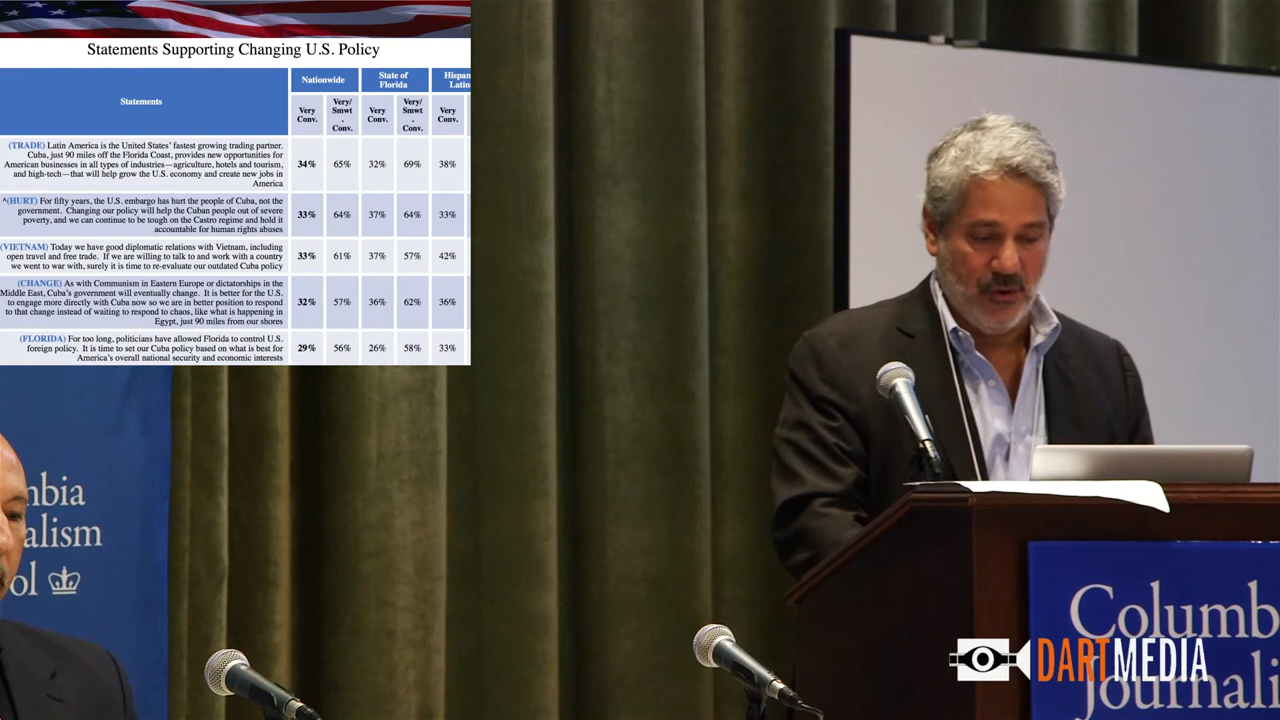 Statements Supporting Changing U.S. Policy
Statements
Nationwide
State of
Florida
Hispan
Latin
Very
Conv.
Very/
Smwt
.
Conv.
Very
Conv.
Very/
Smwt
.
Conv.
Very
Conv.
(TRADE) Latin America is the United States' fastest growing trading partner.
Cuba, just 90 miles off the Florida Coast, provides new opportunities for
American businesses in all types of industries—agriculture, hotels and tourism,
and high-tech—that will help grow the U.S. economy and create new jobs in
America
34% 65% 32% 69% 38%
^(HURT) For fifty years, the U.S. embargo has hurt the people of Cuba, not the
government. Changing our policy will help the Cuban people out of severe
poverty, and we can continue to be tough on the Castro regime and hold it
accountable for human rights abuses
33% 64% 37% 64% 33%
(VIETNAM) Today we have good diplomatic relations with Vietnam, including
open travel and free trade. If we are willing to talk to and work with a country
we went to war with, surely it is time to re-evaluate our outdated Cuba policy
33% 61% 37% 57% 42%
(CHANGE) As with Communism in Eastern Europe or dictatorships in the
Middle East, Cuba's government will eventually change. It is better for the U.S.
to engage more directly with Cuba now so we are in better position to respond
to that change instead of waiting to respond to chaos, like what is happening in
Egypt, just 90 miles from our shores
32% 57% 36% 62% 36%
(FLORIDA) For too long, politicians have allowed Florida to control U.S.
foreign policy. It is time to set our Cuba policy based on what is best for
America's overall national security and economic interests
29% 56% 26% 58% 33%
mbia
alism
ol
Columb
Journali
DARTMEDIA